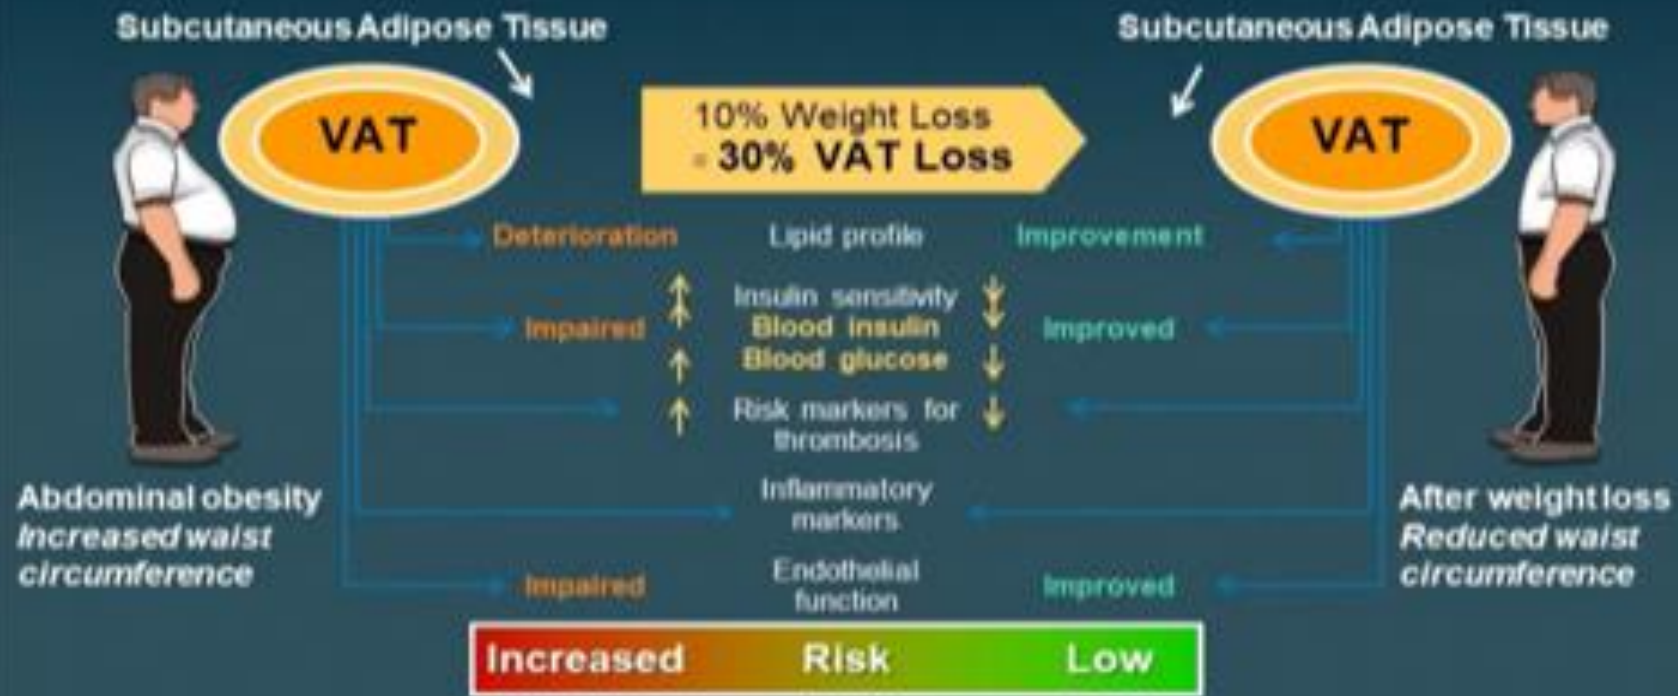 Subcutaneous Adipose Tissue
Subcutaneous Adipose Tissue
VAT
10% Weight Loss
= 30% VAT Loss
VAT
Deterioration
Lipid profile
Improvement
↑
Insulin sensitivity
↓
Impaired
↑
Blood insulin
↓
Improved
↑
Blood glucose
↓
↑
Risk markers for
thrombosis
↓
Inflammatory
markers
Abdominal obesity
Increased waist
circumference
After weight loss
Reduced waist
circumference
Impaired
Endothelial
function
Improved
Increased Risk Low